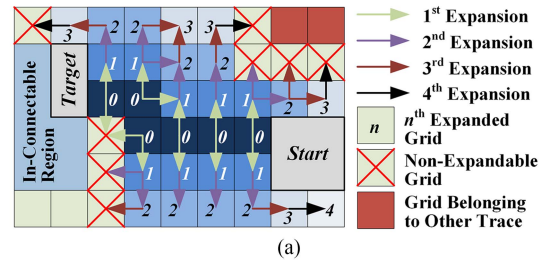 3 2 2 3 3
Target 1 1 2 2
0 1 1 1 2 3
0 0 0 0 Start
1 1 1 1
2 2 2 2 3 4
In-Connectable
Region
1st Expansion
2nd Expansion
3rd Expansion
4th Expansion
n nth Expanded
Grid
Non-Expandable
Grid
Grid Belonging
to Other Trace
(a)